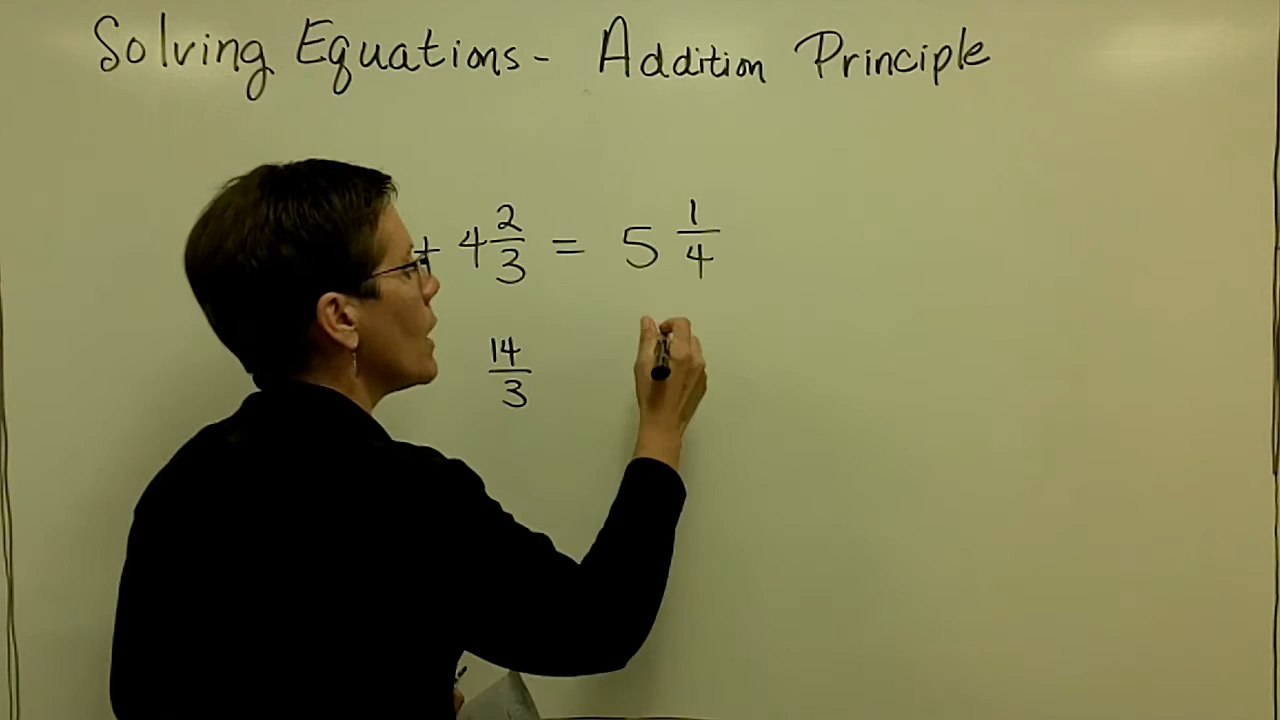 Solving Equations - Addition Principle
+ 4 2/3 = 5 1/4
14/3